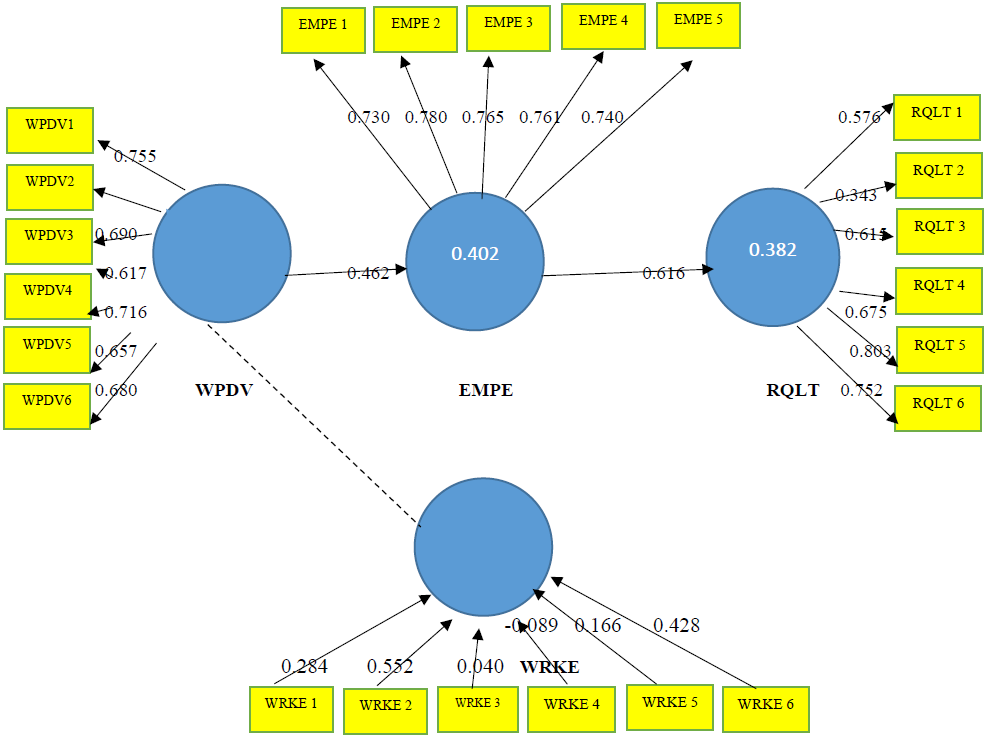 EMPE 1
EMPE 2
EMPE 3
EMPE 4
EMPE 5
0.730
0.780
0.765
0.761
0.740
WPDV1
WPDV2
WPDV3
WPDV4
WPDV5
WPDV6
0.755
0.690
0.617
0.716
0.657
0.680
0.462
0.402
0.616
0.382
RQLT 1
RQLT 2
RQLT 3
RQLT 4
RQLT 5
RQLT 6
0.576
0.343
0.615
0.675
0.803
0.752
WPDV
EMPE
RQLT
-0.089
0.166
0.428
0.284
0.552
0.040
WRKE
WRKE 1
WRKE 2
WRKE 3
WRKE 4
WRKE 5
WRKE 6